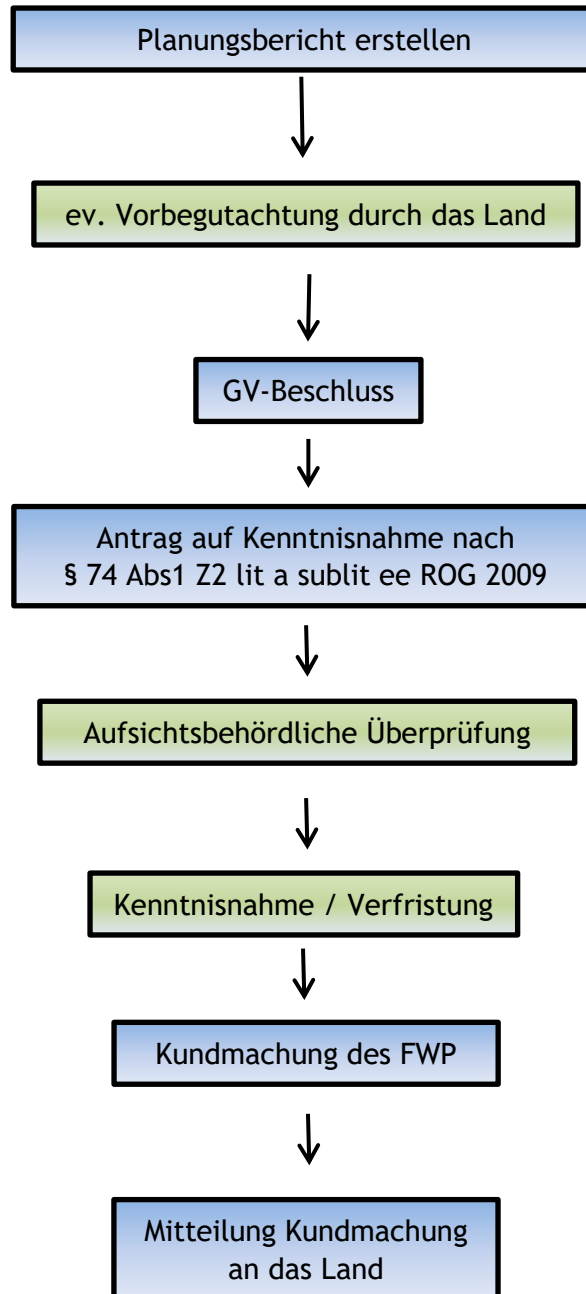 Planungsbericht erstellen
ev. Vorbegutachtung durch das Land
GV-Beschluss
Antrag auf Kenntnisnahme nach
§ 74 Abs1 Z2 lit a sublit ee ROG 2009
Aufsichtsbehördliche Überprüfung
Kenntnisnahme / Verfristung
Kundmachung des FWP
Mitteilung Kundmachung
an das Land